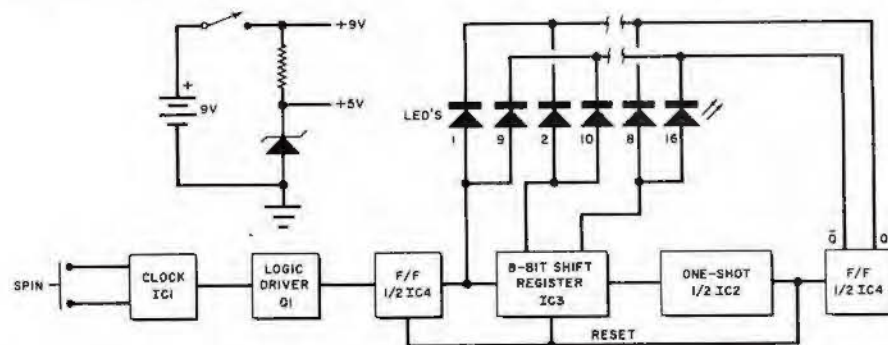 +9V
+5V
+
9V
LED'S
1
9
2
10
8
16
Q̄
Q
SPIN
CLOCK
IC1
LOGIC
DRIVER
Q1
F/F
1/2 IC4
8-BIT SHIFT
REGISTER
IC3
ONE-SHOT
1/2 IC2
F/F
1/2 IC4
RESET